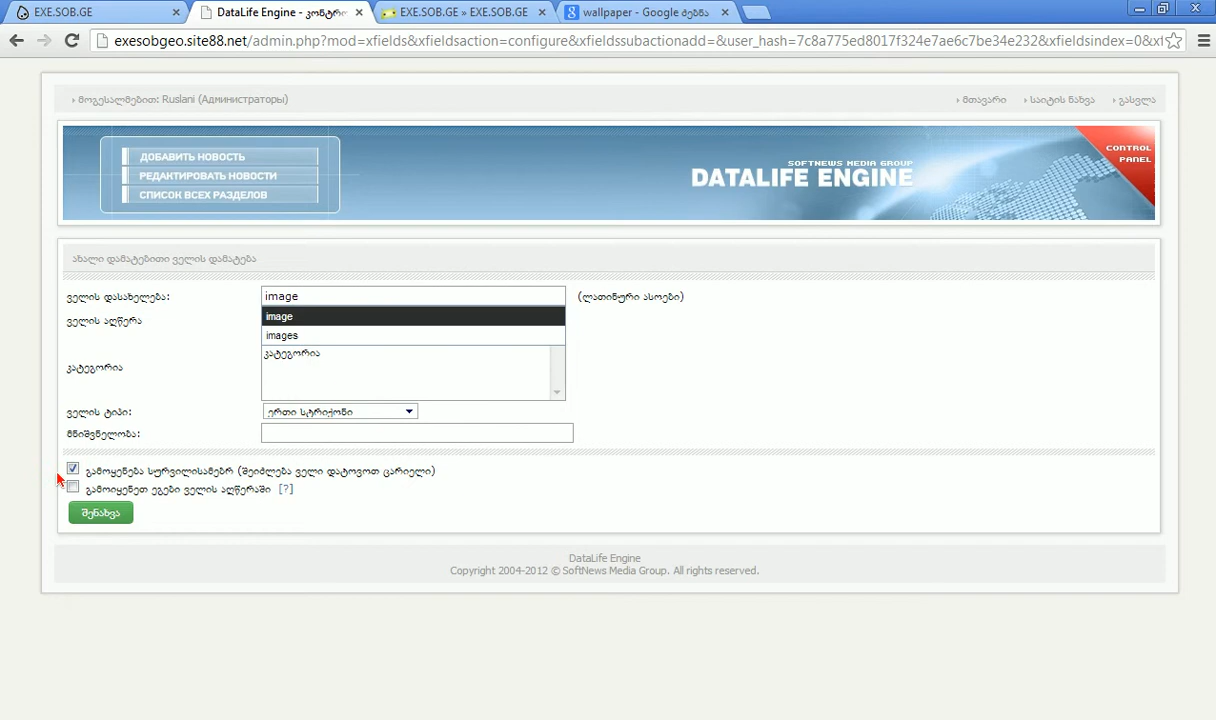 EXE.SOB.GE
DataLife Engine - კონტრო
EXE.SOB.GE » EXE.SOB.GE
wallpaper - Google ძებნა
exesobgeo.site88.net/admin.php?mod=xfields&xfieldsaction=configure&xfieldssubactionadd=&user_hash=7c8a775ed8017f324e7ae6c7be34e232&xfieldsindex=0&xf
› მოგესალმებით: Ruslani (Администраторы)
› მთავარი › საიტის ნახვა › გასვლა
ДОБАВИТЬ НОВОСТЬ
РЕДАКТИРОВАТЬ НОВОСТИ
СПИСОК ВСЕХ РАЗДЕЛОВ
SOFTNEWS MEDIA GROUP
DATALIFE ENGINE
CONTROL
PANEL
ახალი დამატებითი ველის დამატება
ველის დასახელება: image (ლათინური ასოები)
image
ველის აღწერა
images
კატეგორია
კატეგორია
ველის ტიპი: ერთი სტრიქონი
მნიშვნელობა:
გამოყენება სურვილისამებრ (შეიძლება ველი დატოვოთ ცარიელი)
გამოიყენეთ ეგები ველის აღწერაში [?]
შენახვა
DataLife Engine
Copyright 2004-2012 © SoftNews Media Group. All rights reserved.